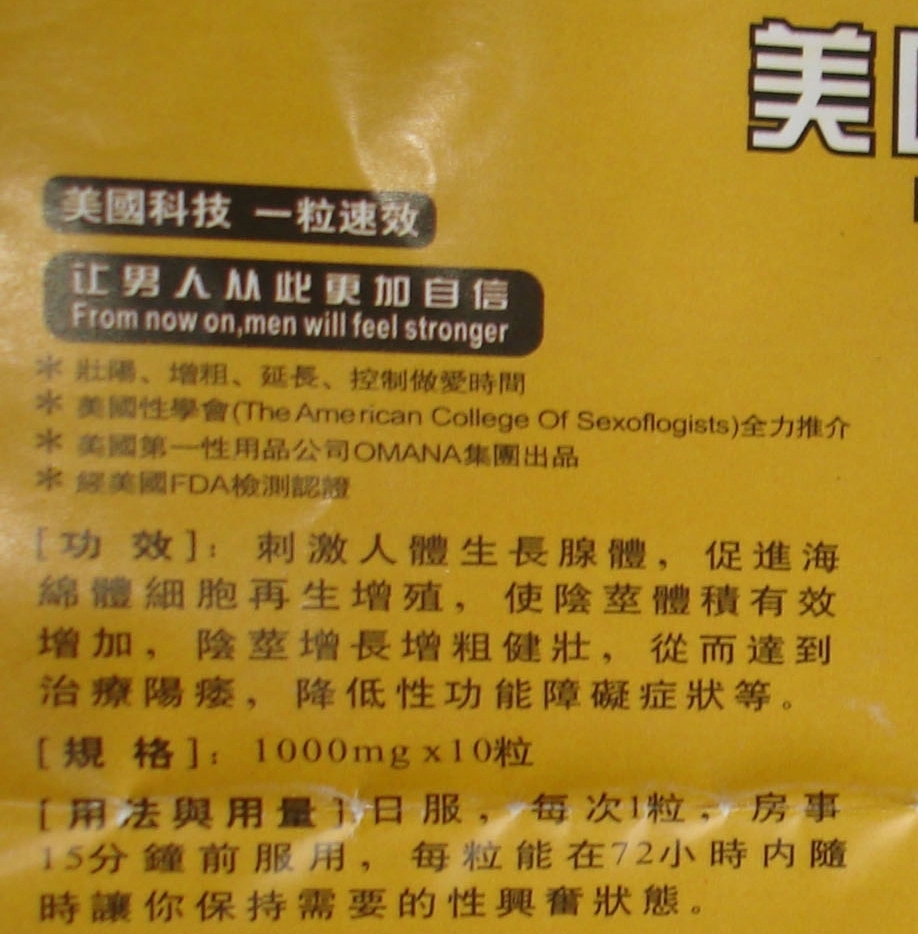 美
美國科技 一粒速效
让男人从此更加自信
From now on,men will feel stronger
* 壯陽、增粗、延長、控制做愛時間
* 美國性學會(The American College Of Sexoflogists)全力推介
* 美國第一性用品公司OMANA集團出品
* 經美國FDA檢測認證
[功 效]：刺激人體生長腺體，促進海
綿體細胞再生增殖，使陰莖體積有效
增加，陰莖增長增粗健壯，從而達到
治療陽痿，降低性功能障礙症狀等。
[規 格]：1000mg x10粒
[用法與用量]：日服，每次1粒，房事
15分鐘前服用，每粒能在72小時内隨
時讓你保持需要的性興奮狀態。